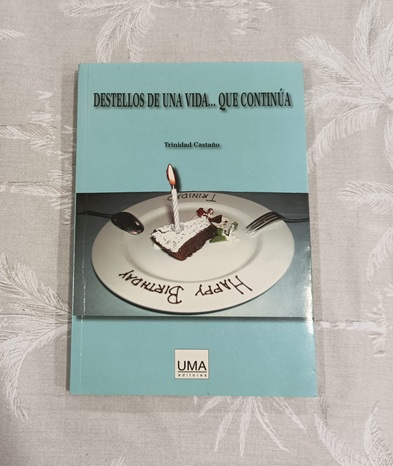 DESTELLOS DE UNA VIDA... QUE CONTINÚA
Trinidad Castaño
TRINIDAD
HAPPY BIRTHDAY
UMA
editores